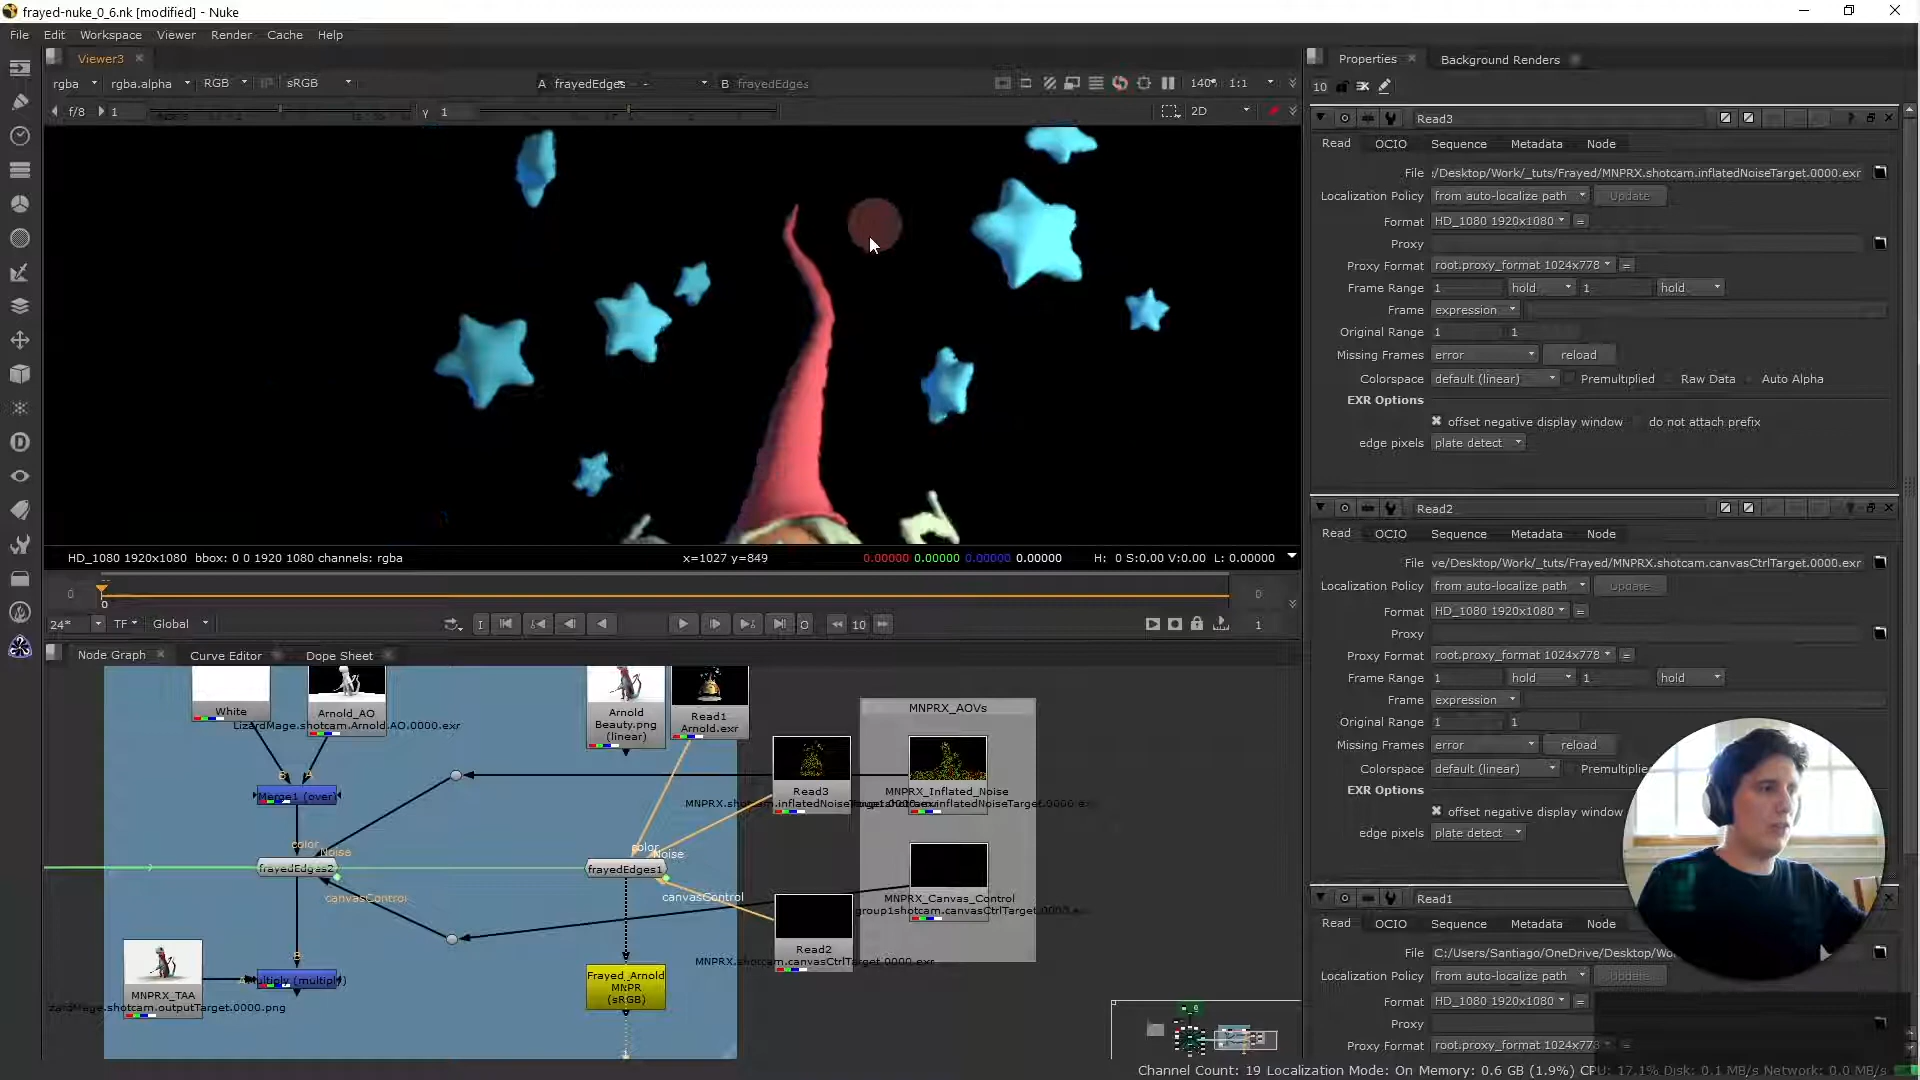 frayed-nuke_0_6.nk [modified] - Nuke
File Edit Workspace Viewer Render Cache Help
Viewer3
rgba rgba.alpha RGB sRGB A frayedEdges - B frayedEdges 140* 1:1
f/8 1 Y 1 2D
HD_1080 1920x1080 bbox: 0 0 1920 1080 channels: rgba x=1027 y=849 0.00000 0.00000 0.00000 0.00000 H: 0 S:0.00 V:0.00 L: 0.00000
0 0 0
24* TF Global I O 10 1
Node Graph Curve Editor Dope Sheet
White
Arnold_AO
LizardMage.shotcam.Arnold.AO.0000.exr
Arnold
Beauty.png
(linear)
Read1
Arnold.exr
MNPRX_AOVs
B A
Merge1 (over)
Read3
MNPRX_Inflated_Noise
color Noise
frayedEdges2
canvasControl
color Noise
frayedEdges1
canvasControl
MNPRX_Canvas_Control
group1shotcam.canvasCtrlTarget.0000.ex
Read2
MNPRX.shotcam.canvasCtrlTarget.0000.exr
B
Multiply (multiply)
MNPRX_TAA
zardMage.shotcam.outputTarget.0000.png
Frayed_Arnold
MNPR
(sRGB)
Properties Background Renders
10
Read3
Read OCIO Sequence Metadata Node
File :/Desktop/Work/_tuts/Frayed/MNPRX.shotcam.inflatedNoiseTarget.0000.exr
Localization Policy from auto-localize path Update
Format HD_1080 1920x1080 =
Proxy
Proxy Format root.proxy_format 1024x778 =
Frame Range 1 hold 1 hold
Frame expression
Original Range 1 1
Missing Frames error reload
Colorspace default (linear) Premultiplied Raw Data Auto Alpha
EXR Options
offset negative display window do not attach prefix
edge pixels plate detect
Read2
Read OCIO Sequence Metadata Node
File ve/Desktop/Work/_tuts/Frayed/MNPRX.shotcam.canvasCtrlTarget.0000.exr
Localization Policy from auto-localize path Update
Format HD_1080 1920x1080 =
Proxy
Proxy Format root.proxy_format 1024x778 =
Frame Range 1 hold 1 hold
Frame expression
Original Range 1 1
Missing Frames error reload
Colorspace default (linear) Premultiplie
EXR Options
offset negative display window
edge pixels plate detect
Read1
Read OCIO Sequence Metadata Node
File C:/Users/Santiago/OneDrive/Desktop/Wo
Localization Policy from auto-localize path Update
Format HD_1080 1920x1080 =
Proxy
Proxy Format root.proxy_format 1024x778
Channel Count: 19 Localization Mode: On Memory: 0.6 GB (1.9%) CPU: 17.1% Disk: 0.1 MB/s Network: 0.0 MB/s